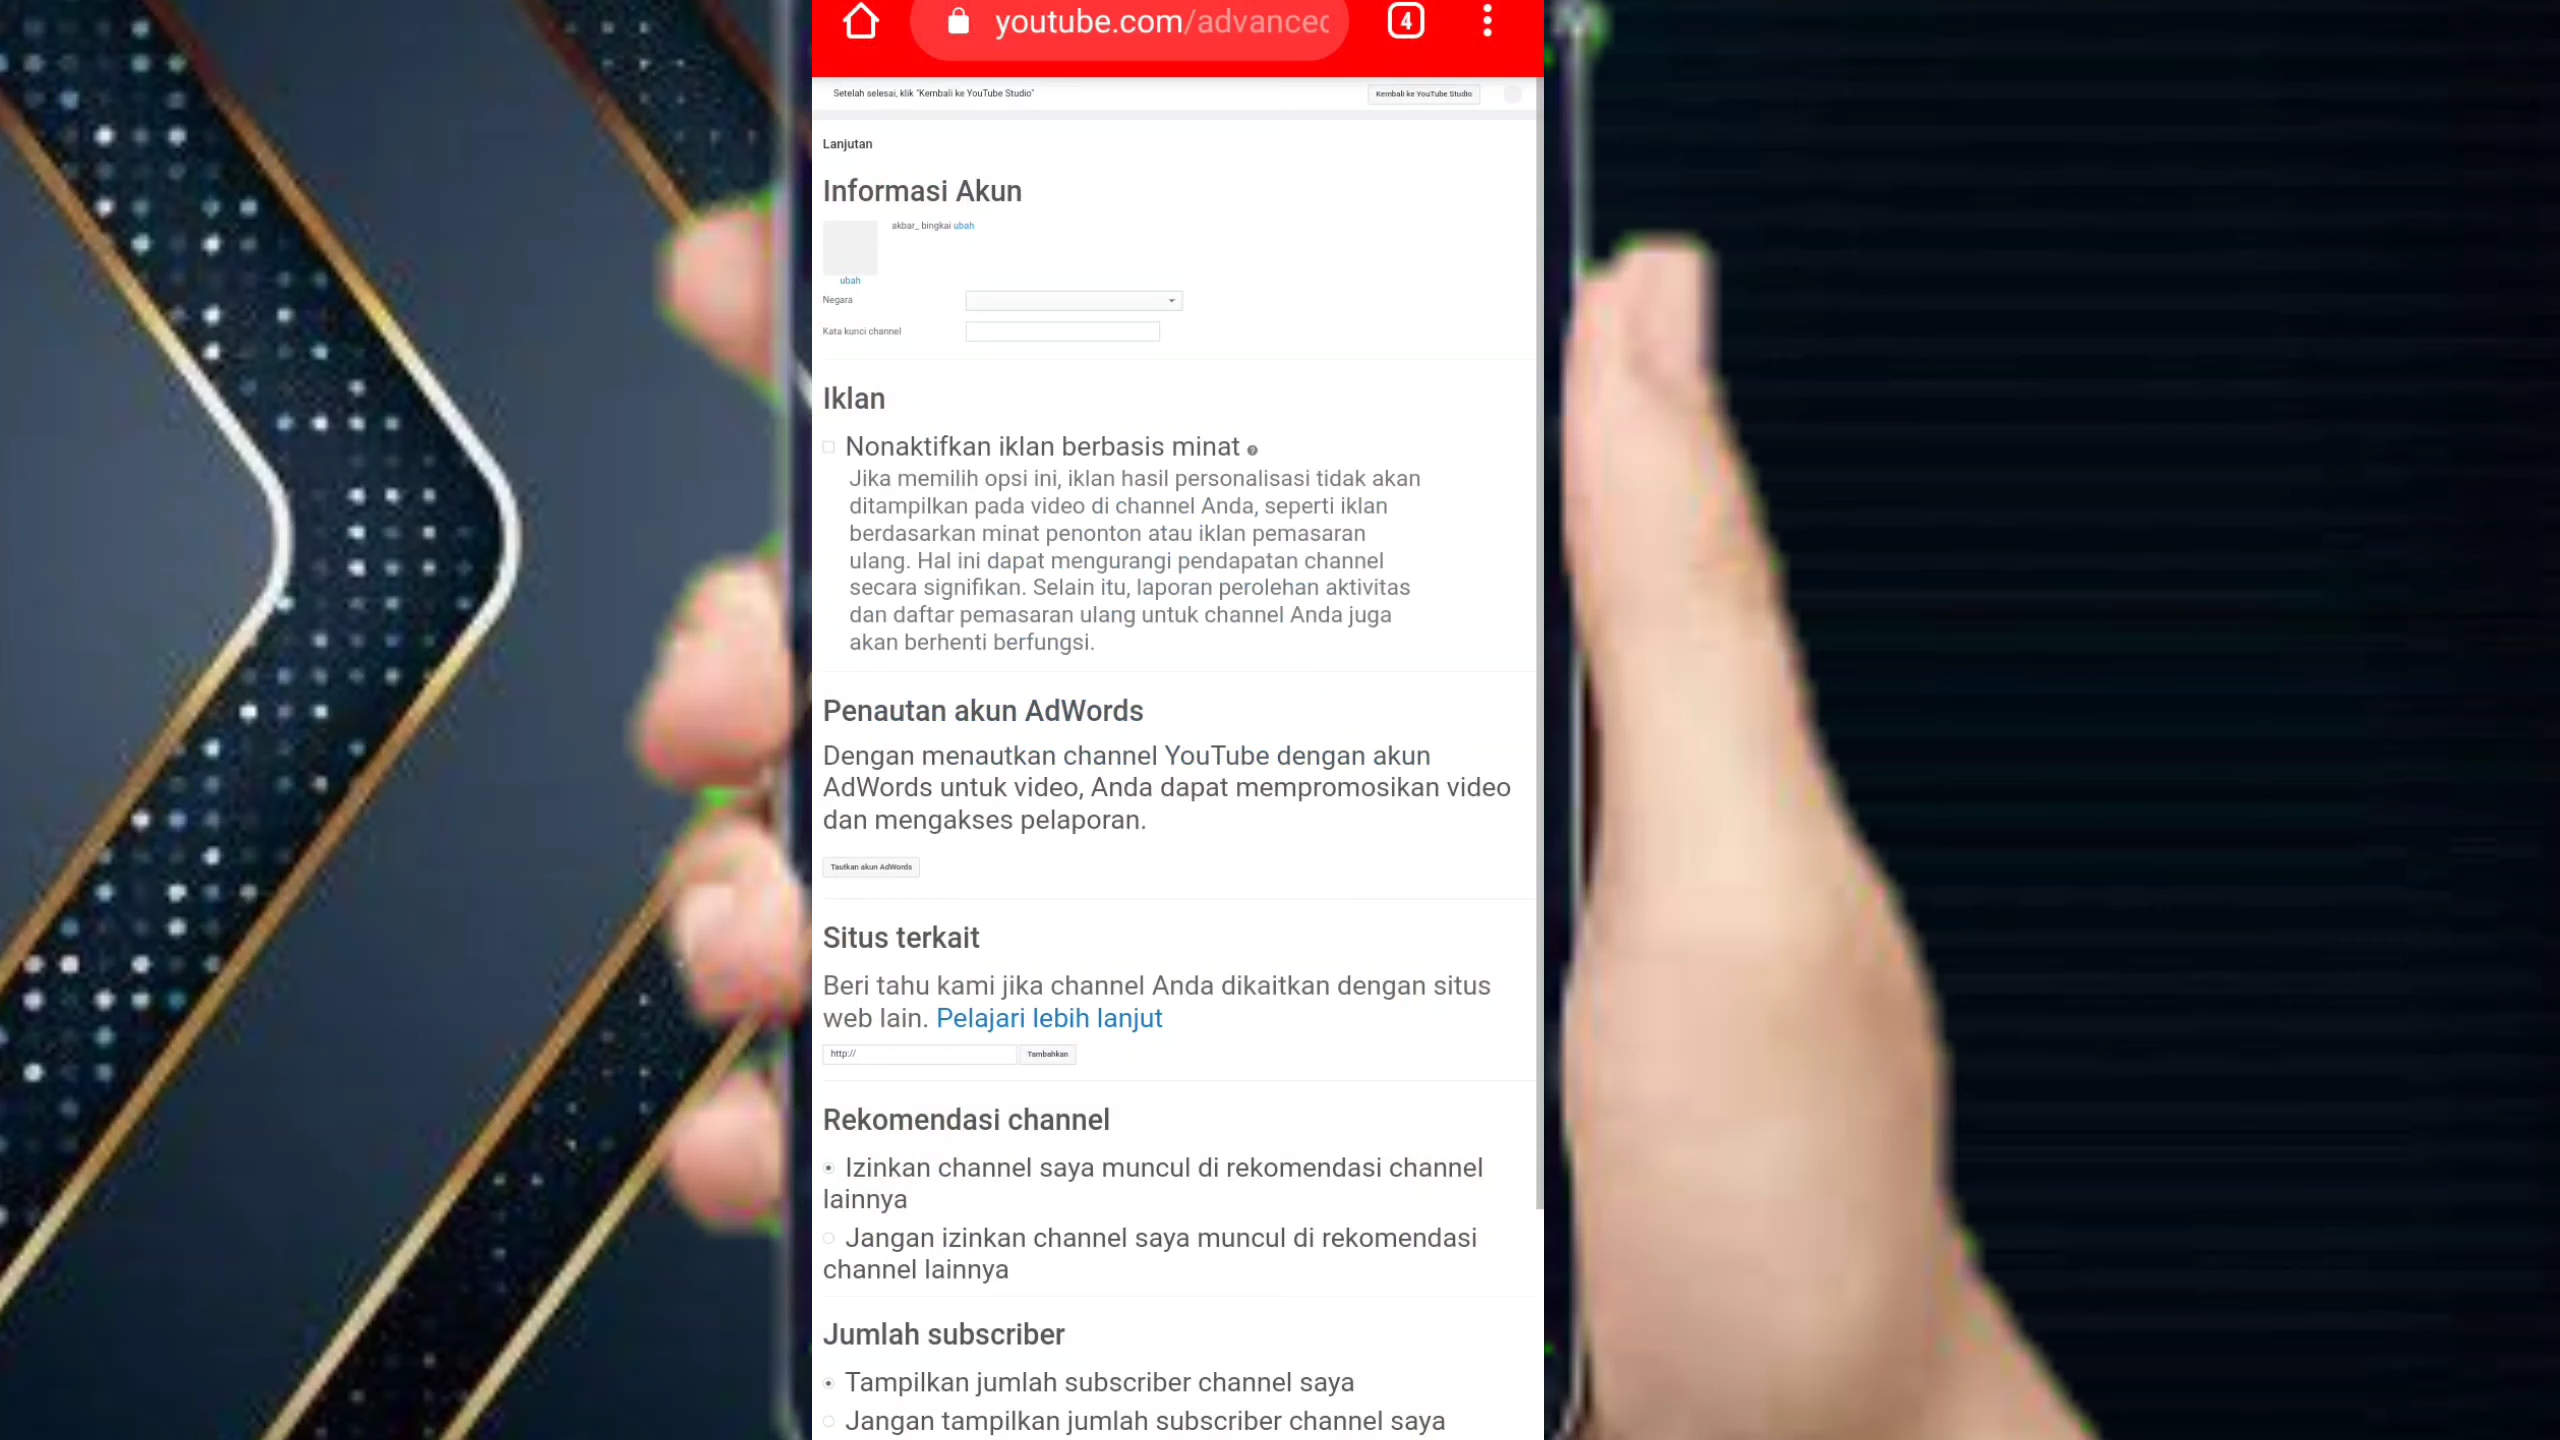 youtube.com/advanced
4
Setelah selesai, klik "Kembali ke YouTube Studio"
Kembali ke YouTube Studio
Lanjutan
Informasi Akun
akbar_ bingkai ubah
ubah
Negara
Kata kunci channel
Iklan
Nonaktifkan iklan berbasis minat
Jika memilih opsi ini, iklan hasil personalisasi tidak akan
ditampilkan pada video di channel Anda, seperti iklan
berdasarkan minat penonton atau iklan pemasaran
ulang. Hal ini dapat mengurangi pendapatan channel
secara signifikan. Selain itu, laporan perolehan aktivitas
dan daftar pemasaran ulang untuk channel Anda juga
akan berhenti berfungsi.
Penautan akun AdWords
Dengan menautkan channel YouTube dengan akun
AdWords untuk video, Anda dapat mempromosikan video
dan mengakses pelaporan.
Tautkan akun AdWords
Situs terkait
Beri tahu kami jika channel Anda dikaitkan dengan situs
web lain. Pelajari lebih lanjut
http://
Tambahkan
Rekomendasi channel
Izinkan channel saya muncul di rekomendasi channel
lainnya
Jangan izinkan channel saya muncul di rekomendasi
channel lainnya
Jumlah subscriber
Tampilkan jumlah subscriber channel saya
Jangan tampilkan jumlah subscriber channel saya